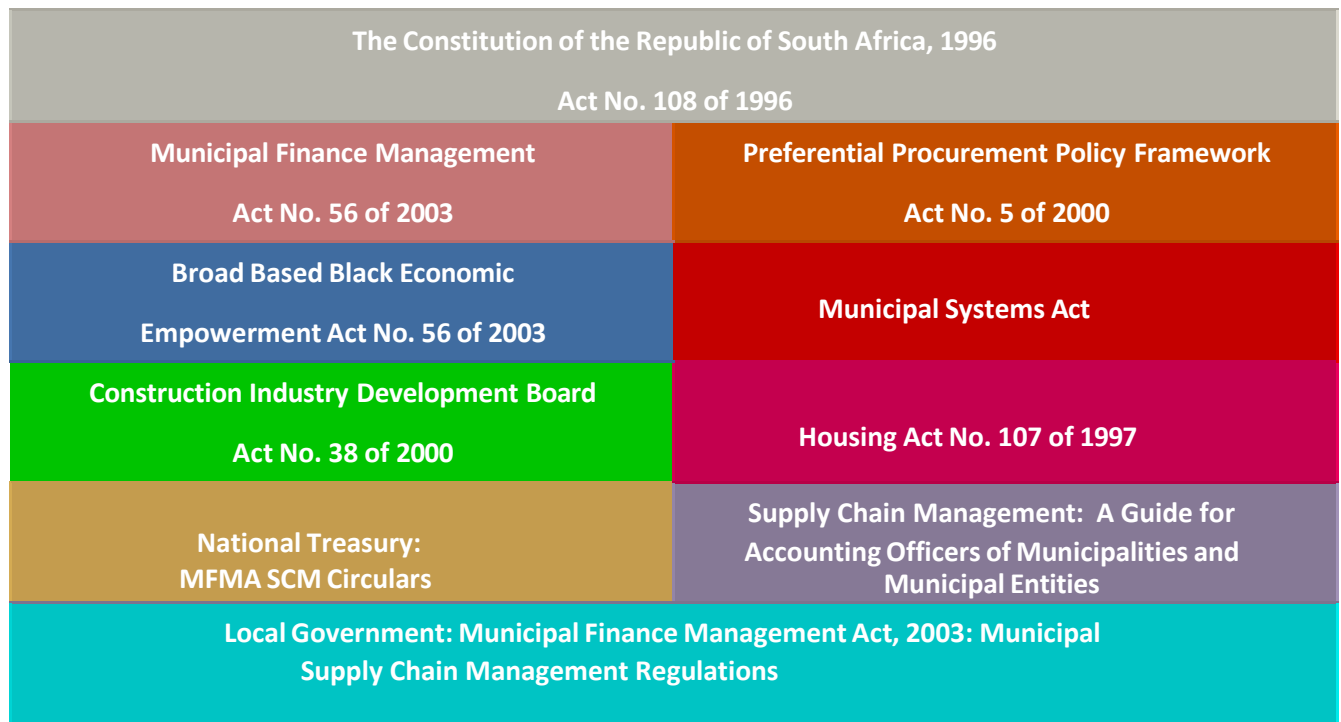 The Constitution of the Republic of South Africa, 1996
Act No. 108 of 1996
Municipal Finance Management
Act No. 56 of 2003
Preferential Procurement Policy Framework
Act No. 5 of 2000
Broad Based Black Economic
Empowerment Act No. 56 of 2003
Municipal Systems Act
Construction Industry Development Board
Act No. 38 of 2000
Housing Act No. 107 of 1997
National Treasury:
MFMA SCM Circulars
Supply Chain Management:  A Guide for
Accounting Officers of Municipalities and
Municipal Entities
Local Government: Municipal Finance Management Act, 2003: Municipal
Supply Chain Management Regulations